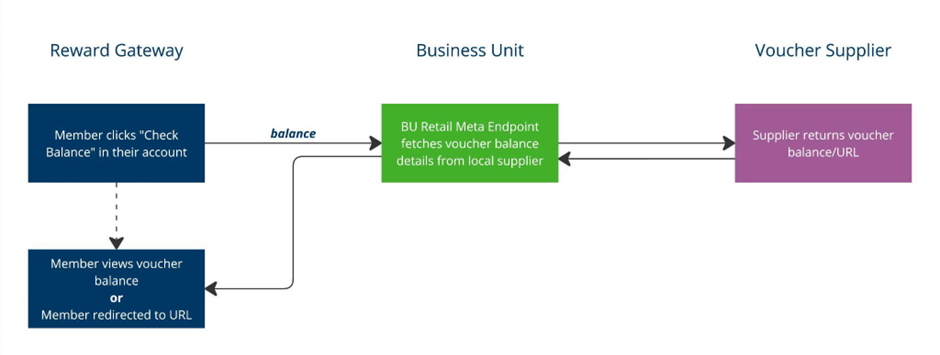 Reward Gateway
Business Unit
Voucher Supplier
Member clicks "Check
Balance" in their account
balance
BU Retail Meta Endpoint
fetches voucher balance
details from local supplier
Supplier returns voucher
balance/URL
Member views voucher
balance
or
Member redirected to URL